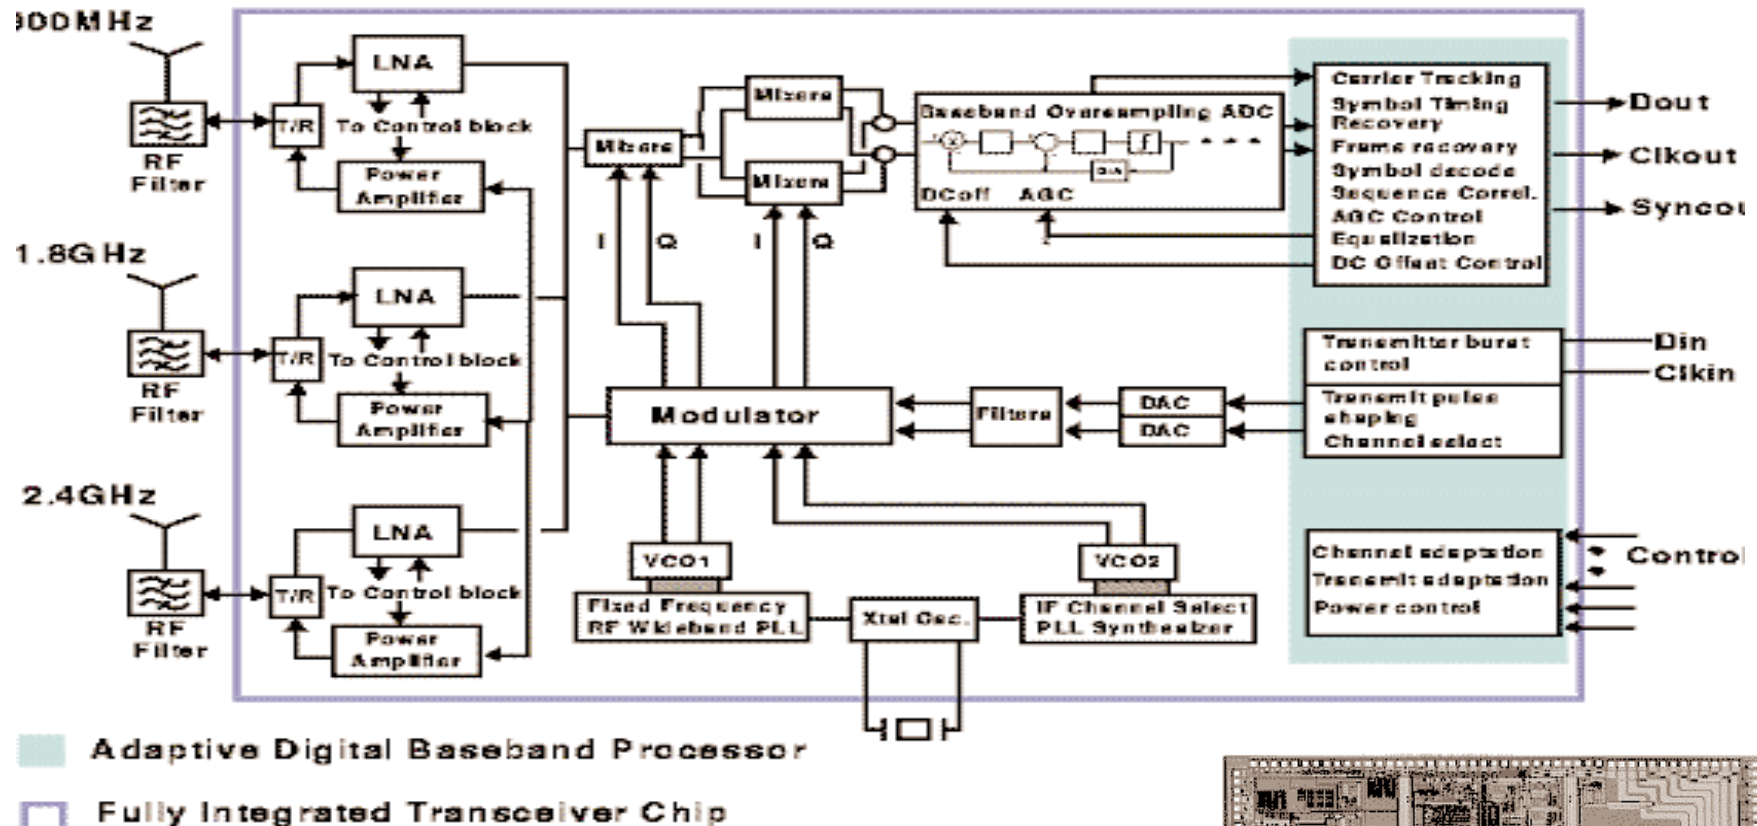 900MHz
RF
Filter
T/R
LNA
To Control block
Power
Amplifier
1.8GHz
RF
Filter
T/R
LNA
To Control block
Power
Amplifier
2.4GHz
RF
Filter
T/R
LNA
To Control block
Power
Amplifier
Mixers
Mixers
Mixers
I
Q
I
Q
Baseband Oversampling ADC
D/A
DCoff
AGC
Modulator
Filters
DAC
DAC
VCO1
Fixed Frequency
RF Wideband PLL
Xtal Osc.
VCO2
IF Channel Select
PLL Synthesizer
Carrier Tracking
Symbol Timing
Recovery
Frame recovery
Symbol decode
Sequence Correl.
AGC Control
Equalization
DC Offset Control
Dout
Clkout
Syncou
Transmitter burst
control
Transmit pulse
shaping
Channel select
Din
Clkin
Channel adaptation
Transmit adaptation
Power control
Control
Adaptive Digital Baseband Processor
Fully Integrated Transceiver Chip